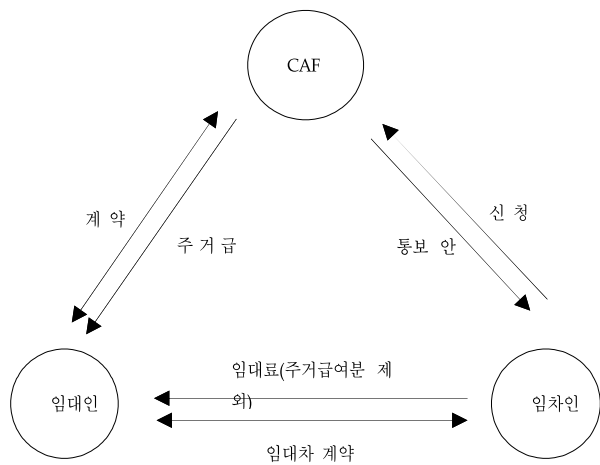 CAF
계 약
신 청
주 거 급
통보 안
임대료(주거급여분 제
외)
임대인
임차인
임대차 계약